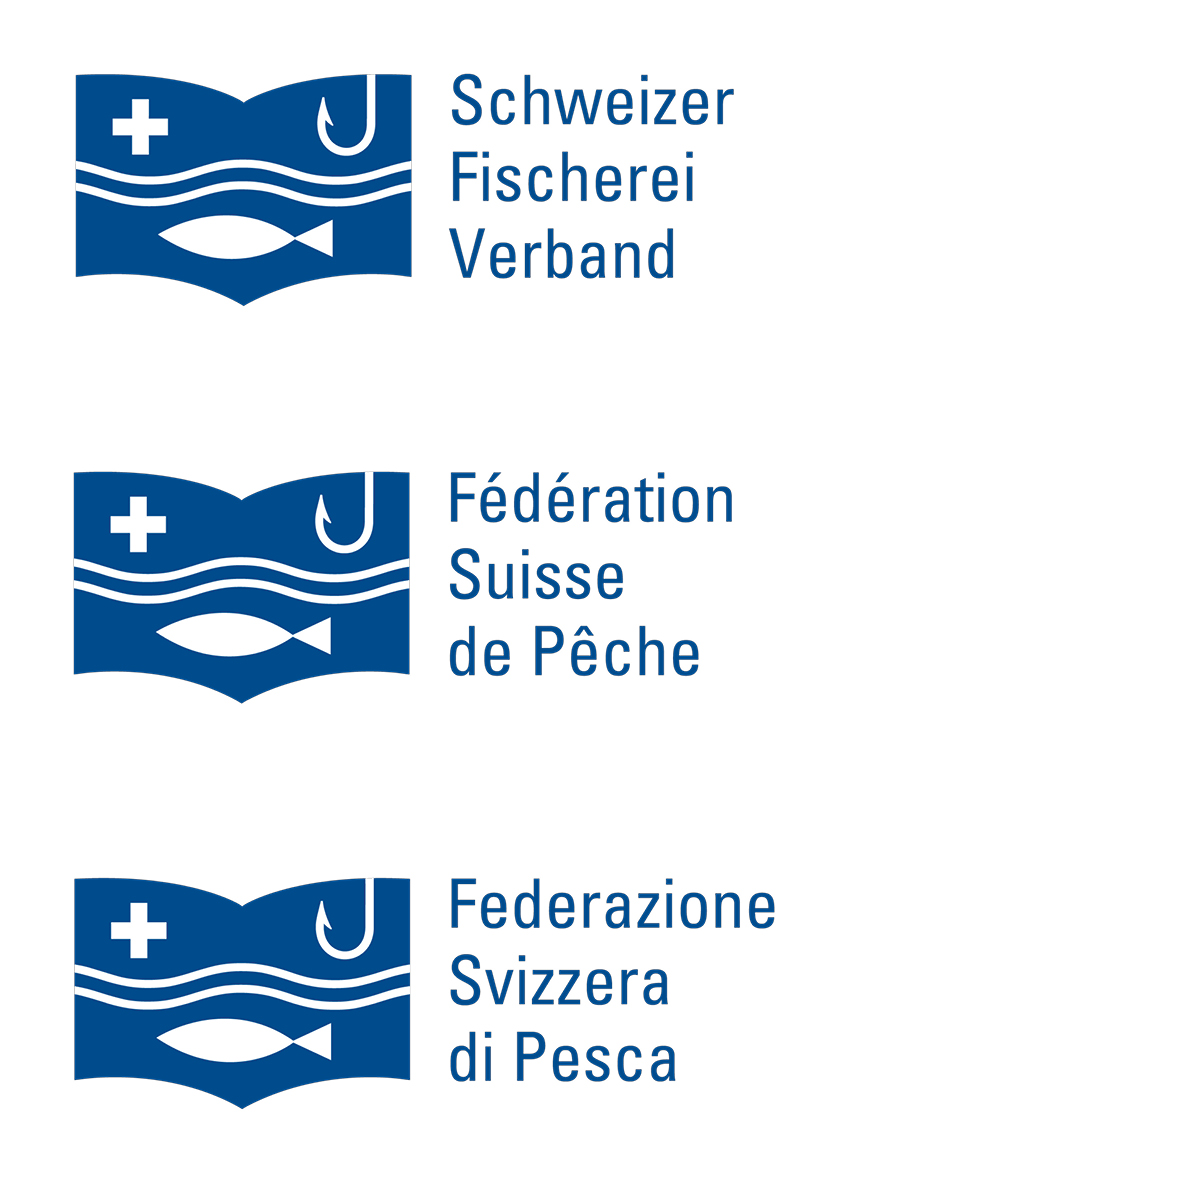 Schweizer
Fischerei
Verband
Fédération
Suisse
de Pêche
Federazione
Svizzera
di Pesca